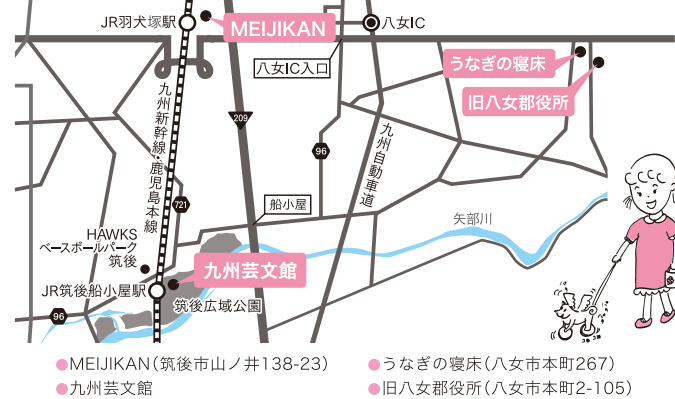 JR羽犬塚駅
MEIJIKAN
八女IC
八女IC入口
うなぎの寝床
旧八女郡役所
九州新幹線・鹿児島本線
209
96
九州自動車道
721
船小屋
矢部川
HAWKS
ベースボールパーク
筑後
九州芸文館
JR筑後船小屋駅
筑後広域公園
96
●MEIJIKAN(筑後市山ノ井138-23)
●うなぎの寝床(八女市本町267)
●九州芸文館
●旧八女郡役所(八女市本町2-105)